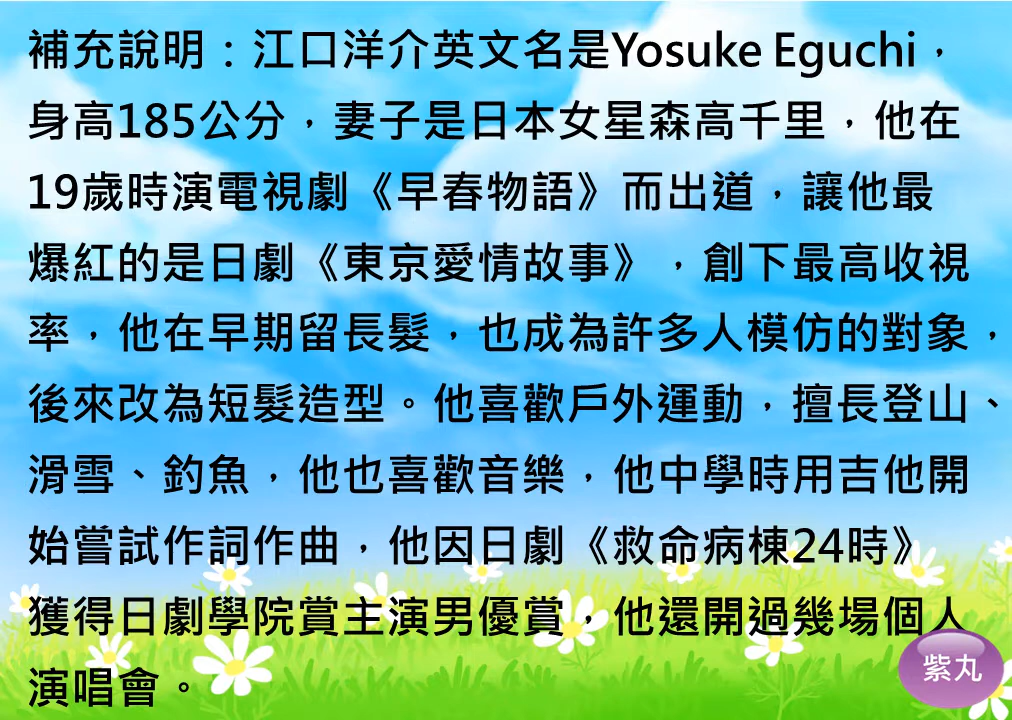 補充說明：江口洋介英文名是Yosuke Eguchi，
身高185公分，妻子是日本女星森高千里，他在
19歲時演電視劇《早春物語》而出道，讓他最
爆紅的是日劇《東京愛情故事》，創下最高收視
率，他在早期留長髮，也成為許多人模仿的對象，
後來改為短髮造型。他喜歡戶外運動，擅長登山、
滑雪、釣魚，他也喜歡音樂，他中學時用吉他開
始嘗試作詞作曲，他因日劇《救命病棟24時》
獲得日劇學院賞主演男優賞，他還開過幾場個人
演唱會。
紫丸